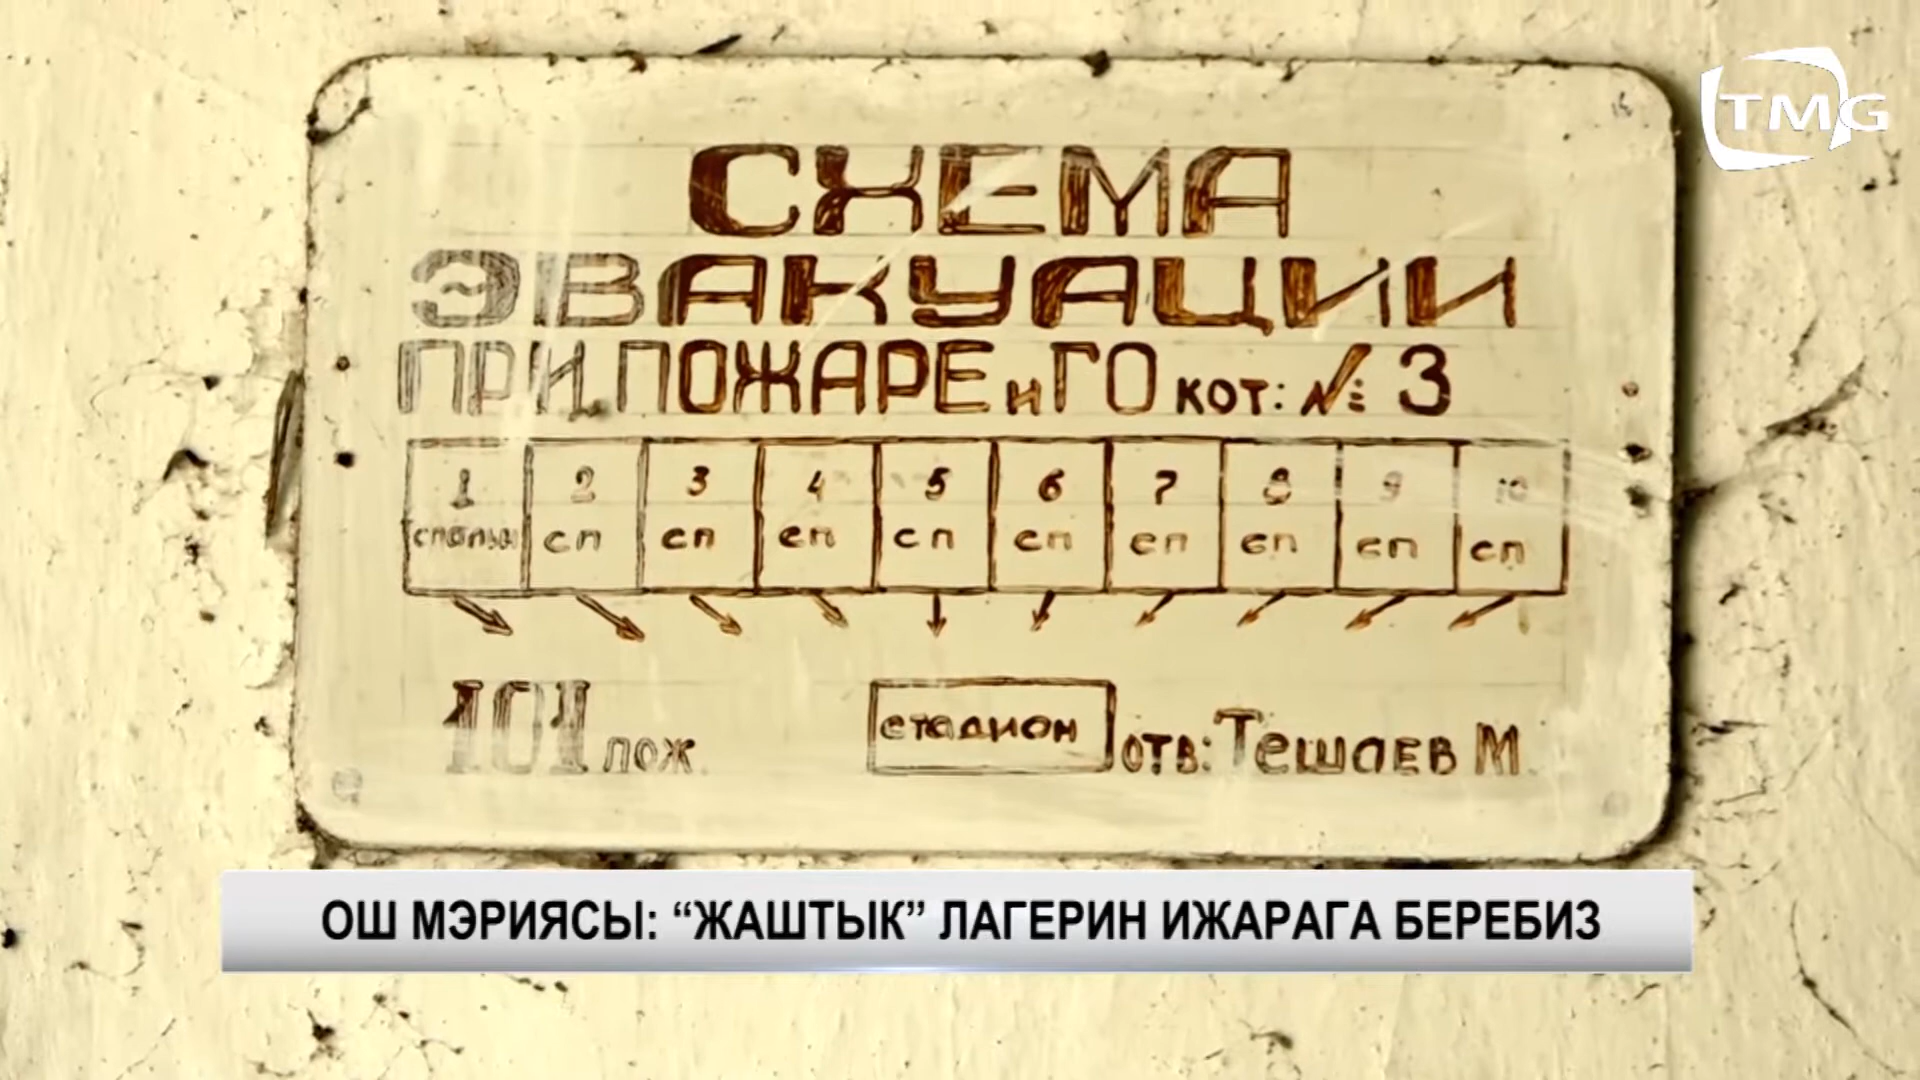 TMG
СХЕМА
ЭВАКУАЦИИ
ПРИ ПОЖАРЕ и ГО КОТ: № 3
1 2 3 4 5 6 7 8 9 10
спальн сп сп сп сп сп сп сп сп сп
101 пож. стадион отв: Тешаев М.
ОШ МЭРИЯСЫ: “ЖАШТЫК” ЛАГЕРИН ИЖАРАГА БЕРЕБИЗ